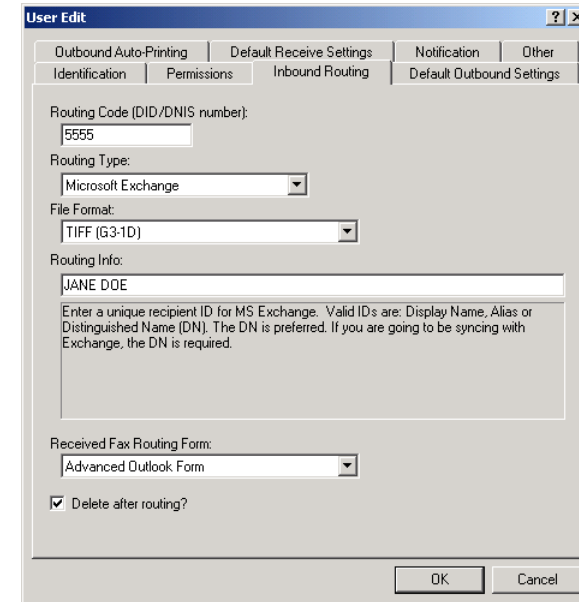 User Edit
Outbound Auto-Printing Default Receive Settings Notification Other
Identification Permissions Inbound Routing Default Outbound Settings
Routing Code (DID/DNIS number):
5555
Routing Type:
Microsoft Exchange
File Format:
TIFF (G3-1D)
Routing Info:
JANE DOE
Enter a unique recipient ID for MS Exchange. Valid IDs are: Display Name, Alias or
Distinguished Name (DN). The DN is preferred. If you are going to be syncing with
Exchange, the DN is required.
Received Fax Routing Form:
Advanced Outlook Form
Delete after routing?
OK Cancel